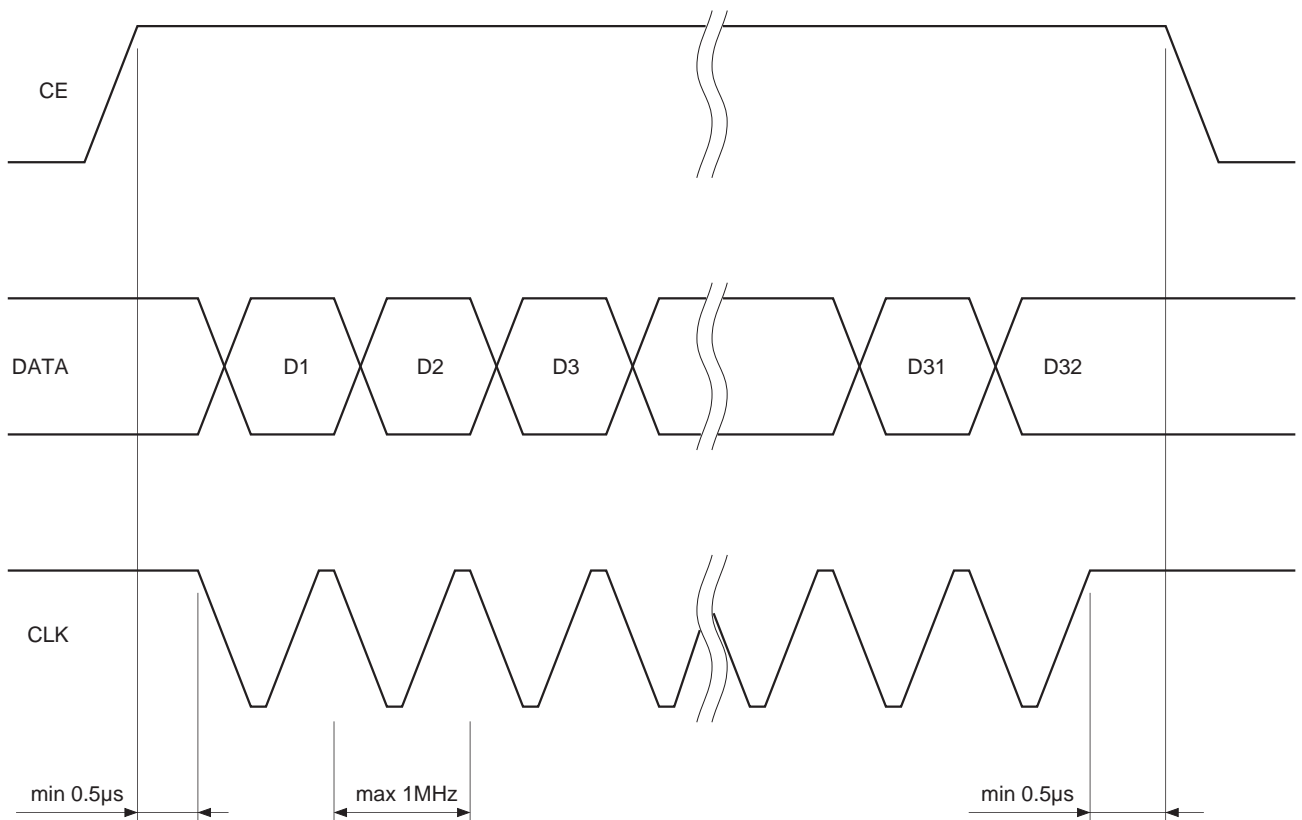 CE
DATA
D1
D2
D3
D31
D32
CLK
min 0.5µs
max 1MHz
min 0.5µs